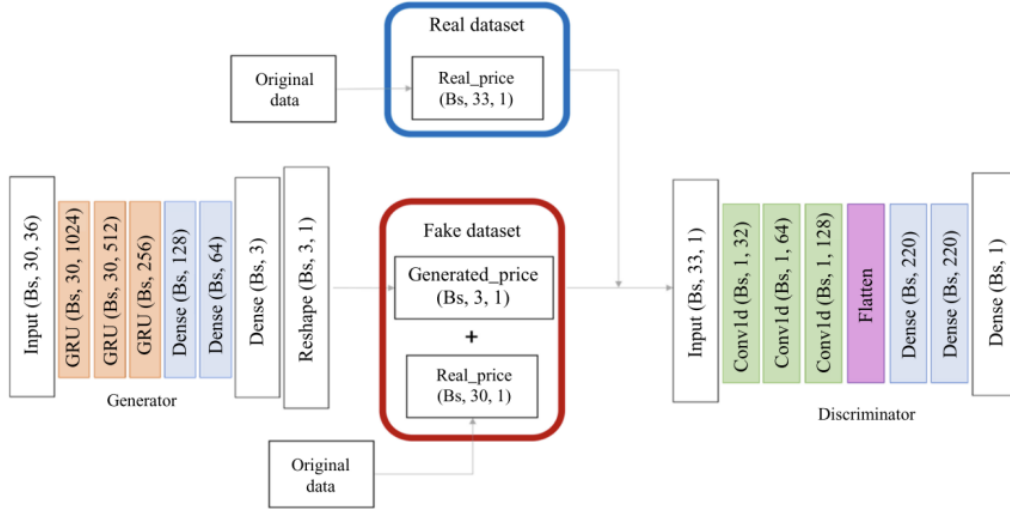 Real dataset
Original
data
Real_price
(Bs, 33, 1)
Input (Bs, 30, 36)
GRU (Bs, 30, 1024)
GRU (Bs, 30, 512)
GRU (Bs, 256)
Dense (Bs, 128)
Dense (Bs, 64)
Dense (Bs, 3)
Reshape (Bs, 3, 1)
Generator
Fake dataset
Generated_price
(Bs, 3, 1)
+
Real_price
(Bs, 30, 1)
Original
data
Input (Bs, 33, 1)
Conv1d (Bs, 1, 32)
Conv1d (Bs, 1, 64)
Conv1d (Bs, 1, 128)
Flatten
Dense (Bs, 220)
Dense (Bs, 220)
Dense (Bs, 1)
Discriminator